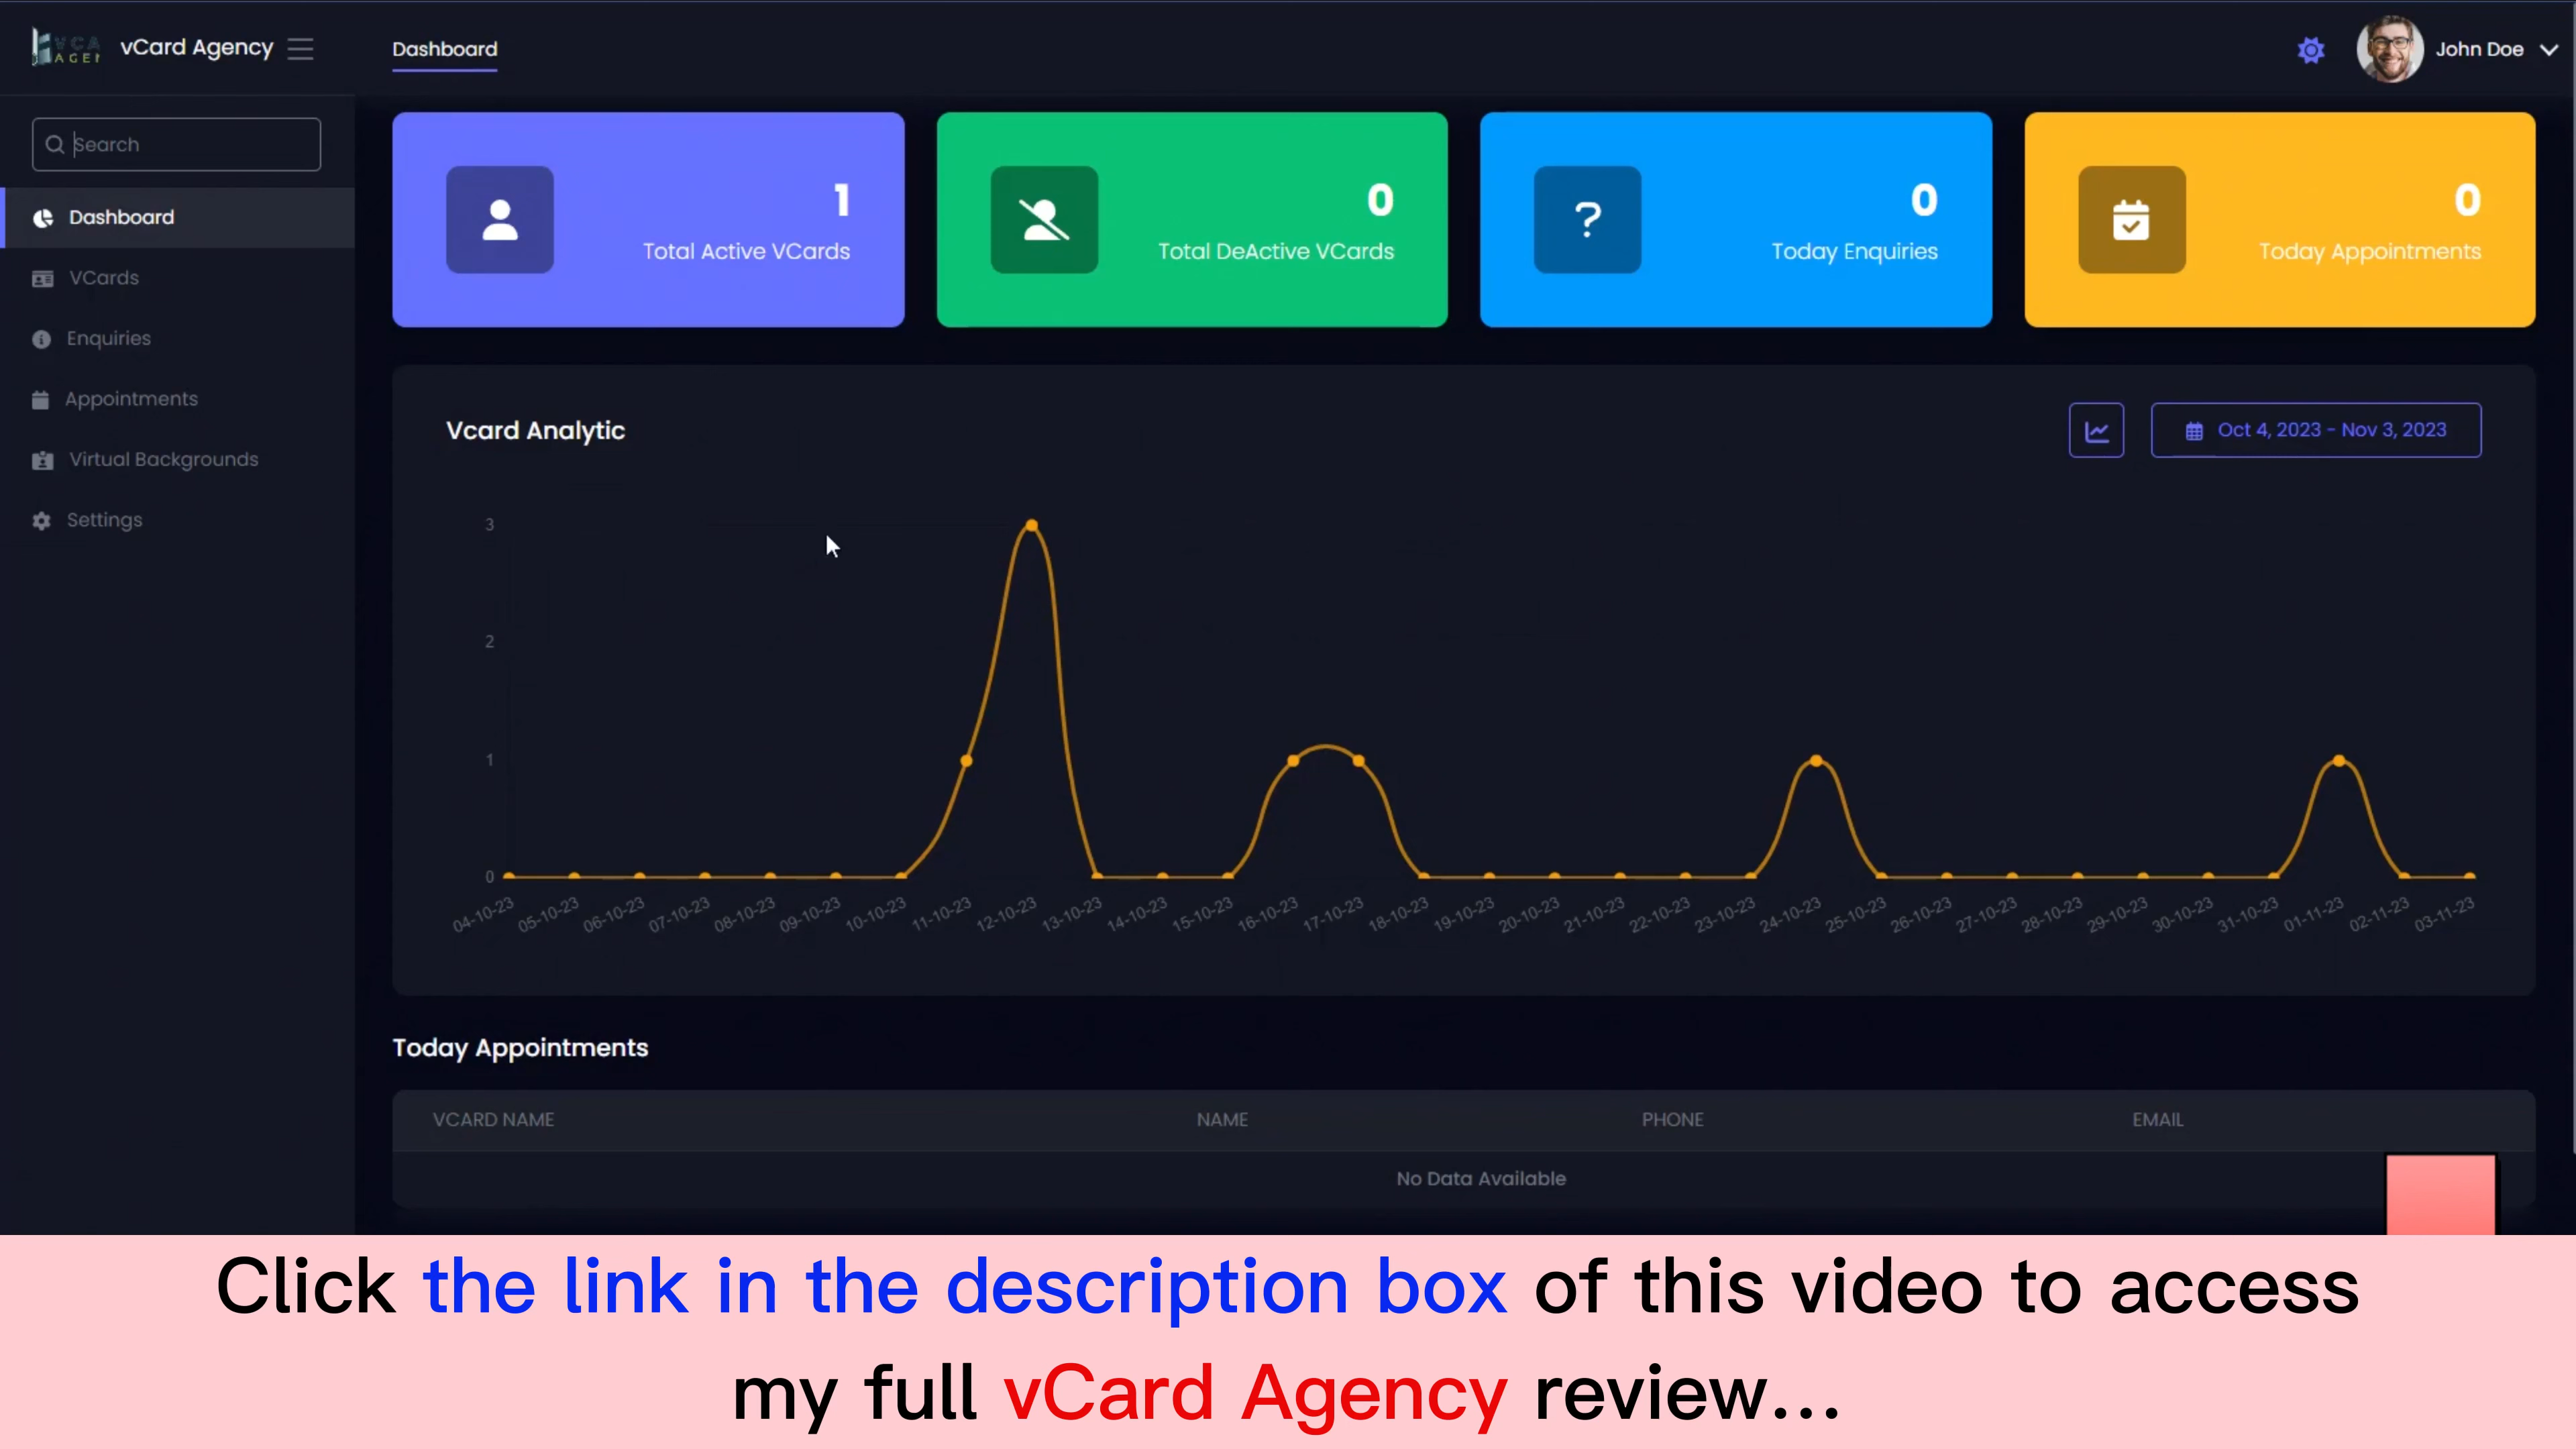 VCA
AGEN
vCard Agency
Dashboard
John Doe
Search
Dashboard
VCards
Enquiries
Appointments
Virtual Backgrounds
Settings
1
Total Active VCards
0
Total DeActive VCards
0
Today Enquiries
0
Today Appointments
Vcard Analytic
Oct 4, 2023 - Nov 3, 2023
3
2
1
0
04-10-23 05-10-23 06-10-23 07-10-23 08-10-23 09-10-23 10-10-23 11-10-23 12-10-23 13-10-23 14-10-23 15-10-23 16-10-23 17-10-23 18-10-23 19-10-23 20-10-23 21-10-23 22-10-23 23-10-23 24-10-23 25-10-23 26-10-23 27-10-23 28-10-23 29-10-23 30-10-23 31-10-23 01-11-23 02-11-23 03-11-23
Today Appointments
VCARD NAME NAME PHONE EMAIL
No Data Available
Click the link in the description box of this video to access
my full vCard Agency review...